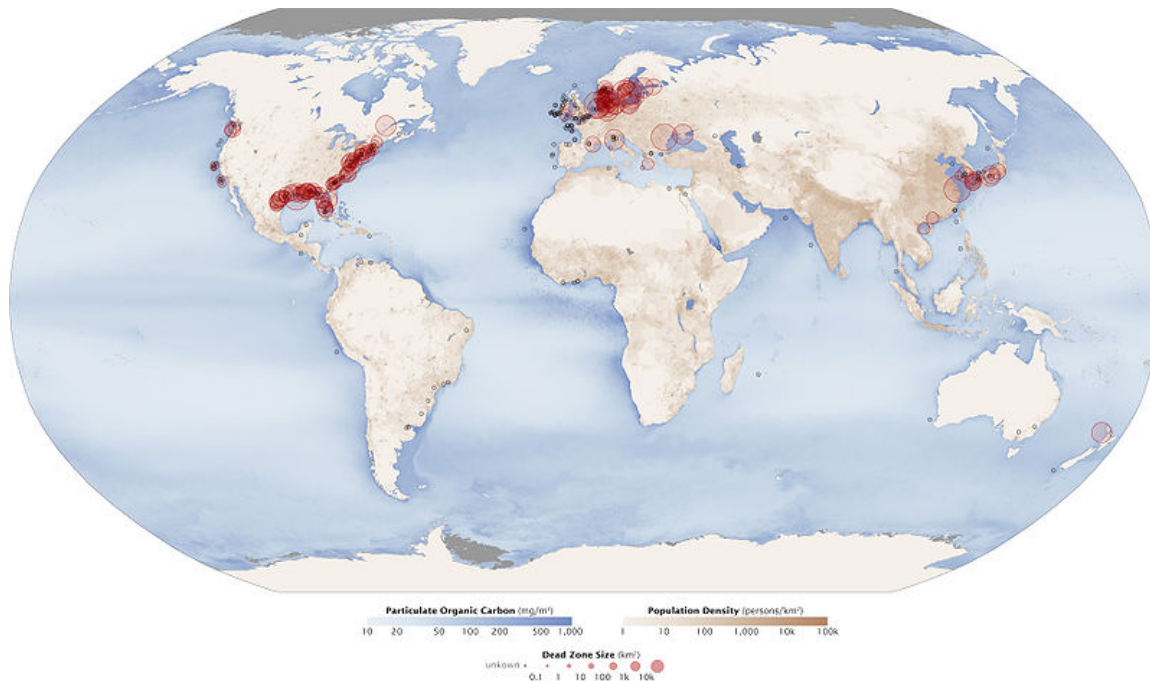 Particulate Organic Carbon (mg/m³)
10 20 50 100 200 500 1,000
Population Density (persons/km²)
1 10 100 1,000 10k 100k
Dead Zone Size (km²)
unkown
0.1 1 10 100 1k 10k